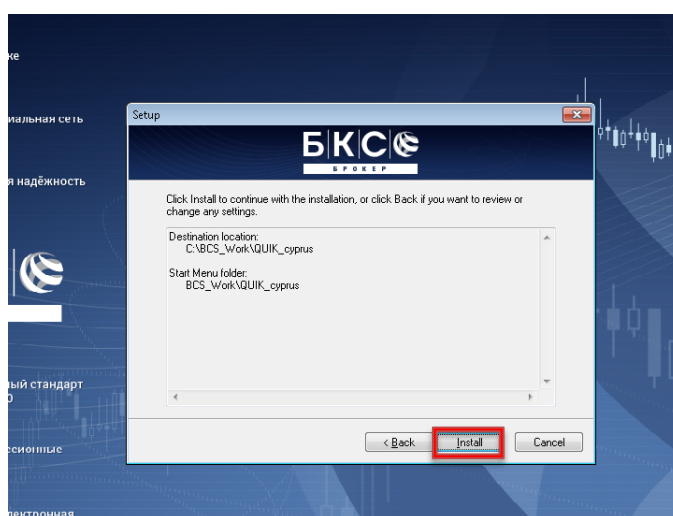 ке
иальная сеть
Setup
Б|К|С
БРОКЕР
я надёжность
Click Install to continue with the installation, or click Back if you want to review or
change any settings.
Destination location:
C:\BCS_Work\QUIK_cyprus
Start Menu folder:
BCS_Work\QUIK_cyprus
ый стандарт
< Back
Install
Cancel
ссионные
лектронная